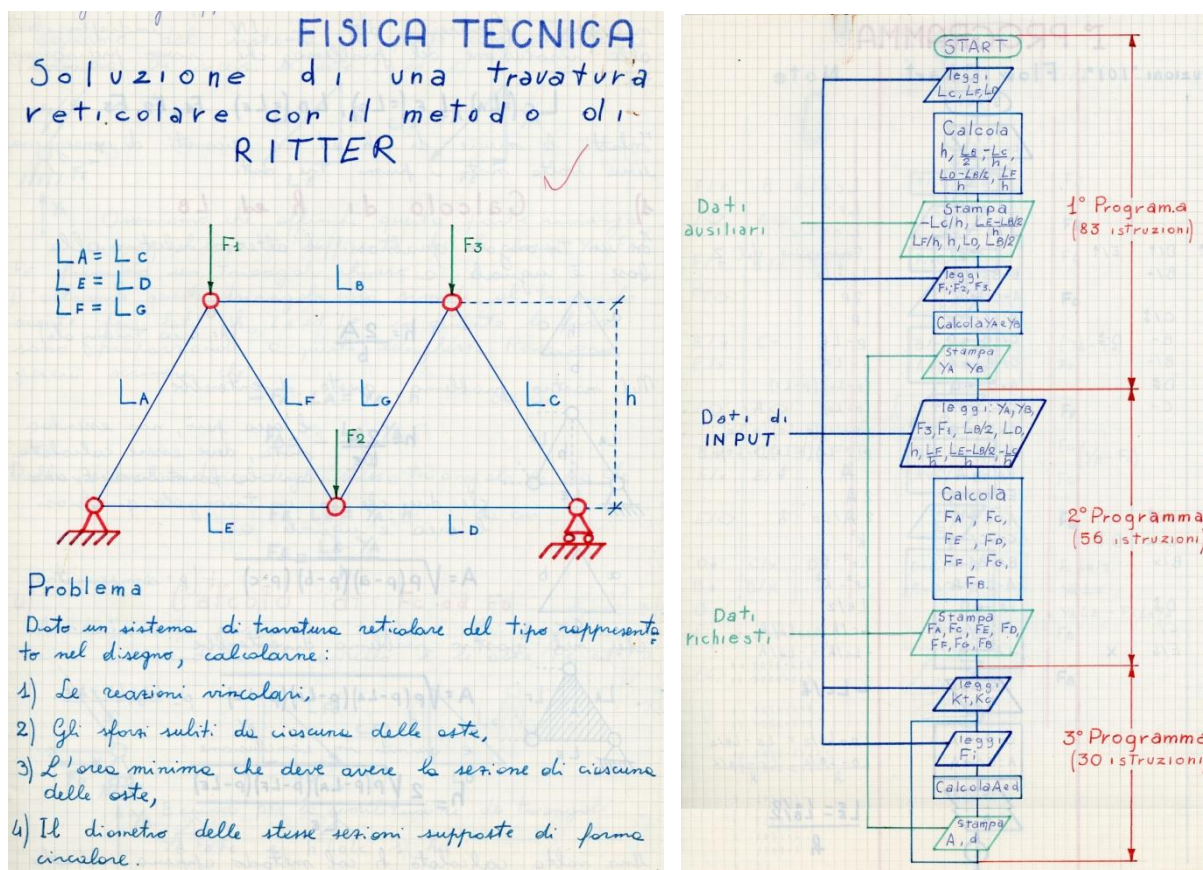 FISICA TECNICA
Soluzione di una travatura
reticolare con il metodo di
RITTER
LA = LC
LE = LD
LF = LG
F1
F3
LB
LA
LF
LG
LC
h
F2
LE
LD
Problema
Dato un sistema di travatura reticolare del tipo rappresenta
to nel disegno, calcolarne:
1) Le reazioni vincolari,
2) Gli sforzi subiti da ciascuna delle aste,
3) L'area minima che deve avere la sezione di ciascuna
delle aste,
4) Il diametro delle stesse sezioni supposte di forma
circolare.
START
leggi
LC, LF, LD
Calcola
h, LB/2, -LC/h,
LD-LB/2/h, LF/h
Dati
ausiliari
Stampa
-LC/h, LE-LB/2/h
LF/h, h, LD, LB/2
1° Programma
(83 istruzioni)
leggi
F1, F2, F3.
Calcola YA e YB
Stampa
YA YB
Dati di
IN PUT
leggi: YA, YB,
F3, F1, LB/2, LD,
h, LF/h, LE-LB/2/h, -LC/h
Calcola
FA, FC,
FE, FD,
FF, FG,
FB.
2° Programma
(56 istruzioni)
Dati
richiesti
Stampa
FA, FC, FE, FD,
FF, FG, FB
leggi
Kt, Kc
leggi
Fi
3° Programma
(30 istruzioni)
Calcola A e d
Stampa
A, d